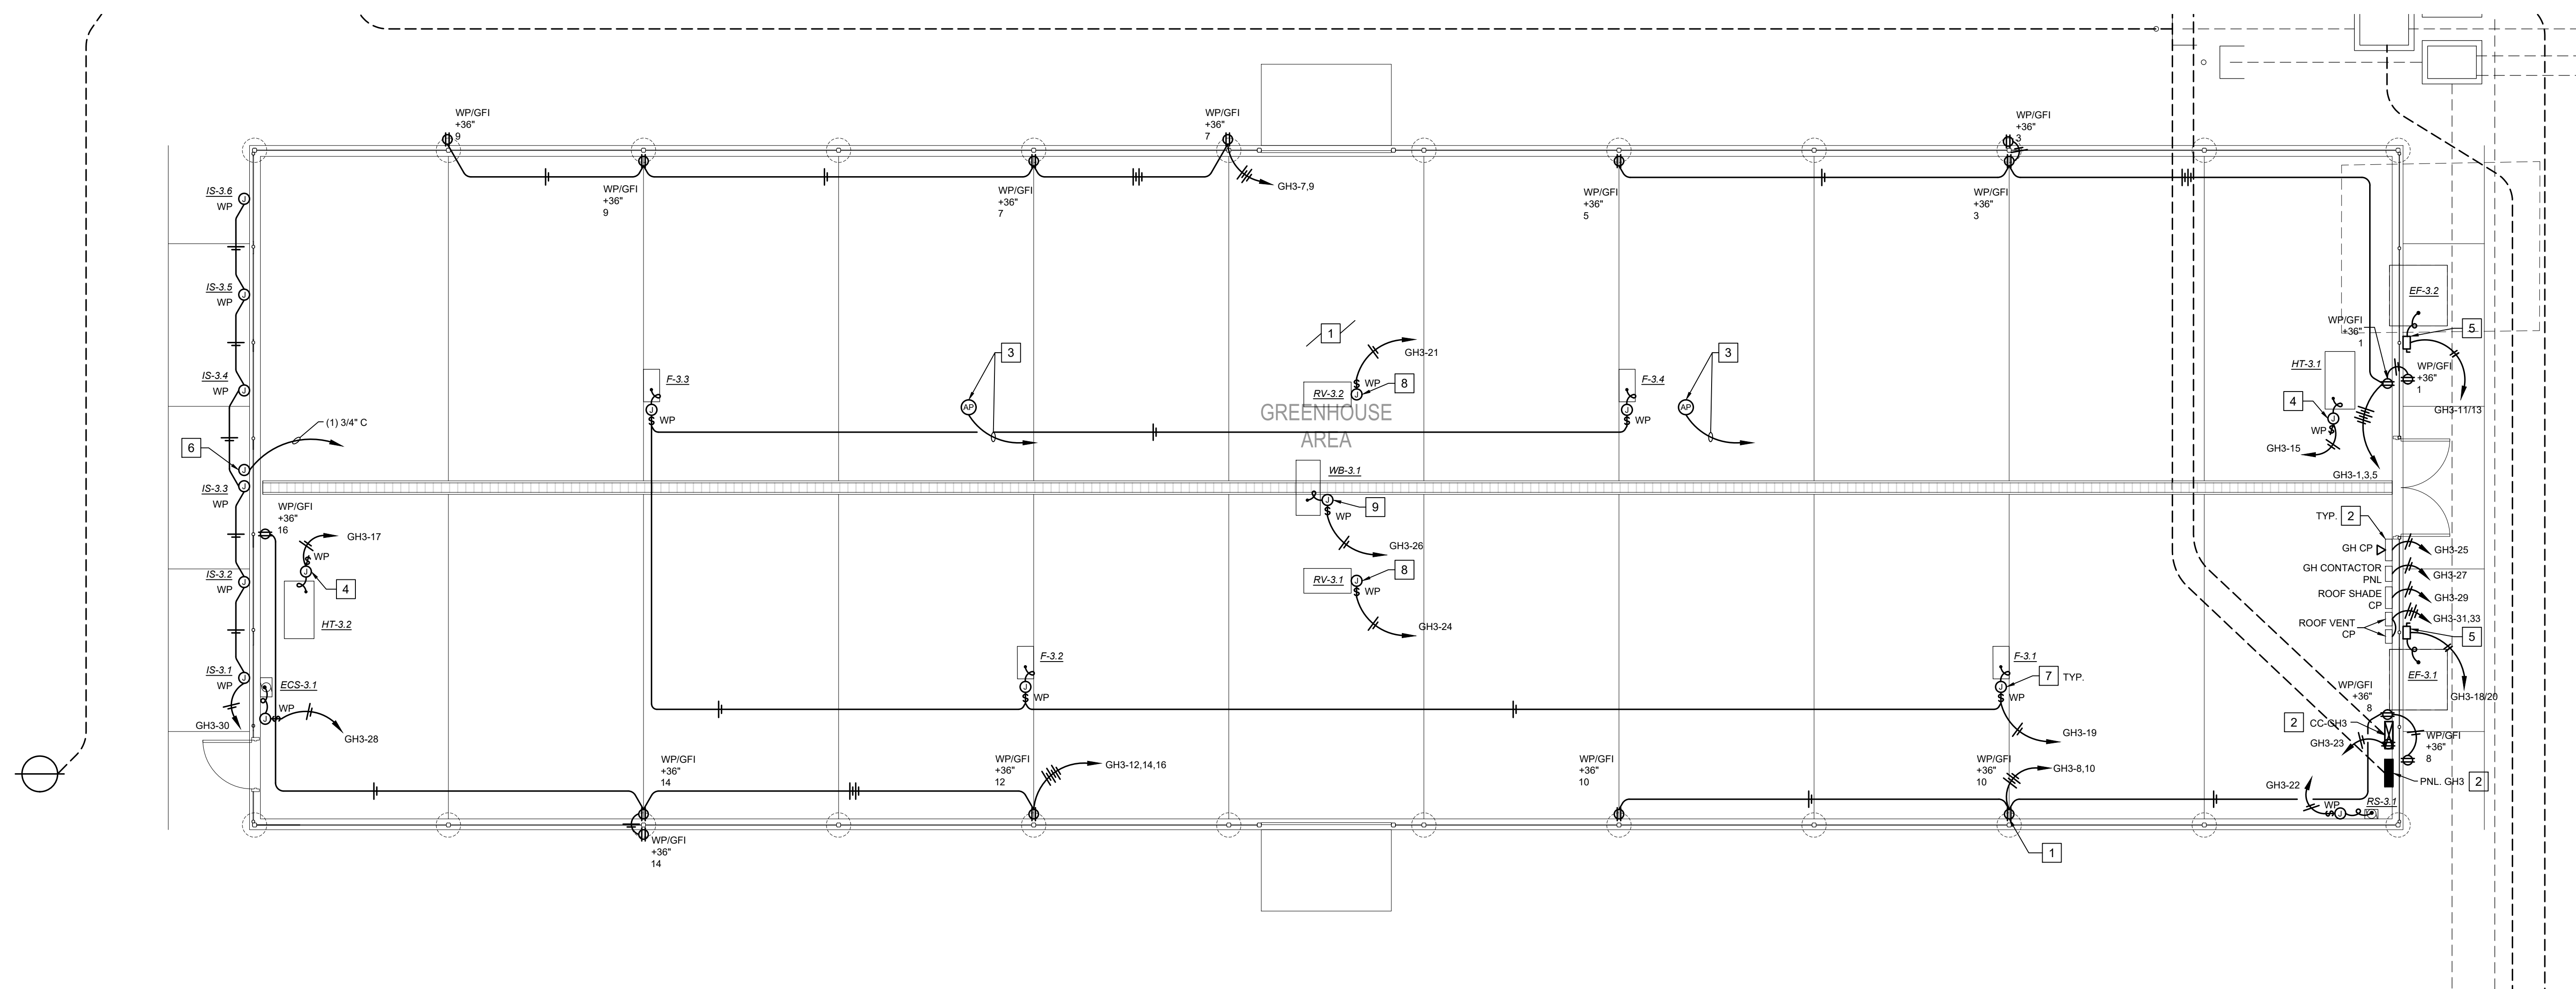 WP/GFI
+36"
9
WP/GFI
+36"
7
WP/GFI
+36"
3
IS-3.6
WP
WP/GFI
+36"
9
WP/GFI
+36"
7
GH3-7,9
WP/GFI
+36"
5
WP/GFI
+36"
3
IS-3.5
WP
EF-3.2
1
WP/GFI
+36"
1
5
GH3-21
3
3
IS-3.4
WP
F-3.3
J
WP
AP
RV-3.2
J
WP
8
F-3.4
J
WP
AP
HT-3.1
4
J
WP
GH3-15
WP/GFI
+36"
1
GH3-11/13
GREENHOUSE
AREA
(1) 3/4" C
6
J
IS-3.3
J
WP
WB-3.1
J
WP
9
GH3-26
GH3-1,3,5
WP/GFI
+36"
16
GH3-17
WP
J
4
HT-3.2
TYP.
2
GH CP
GH3-25
GH CONTACTOR
PNL
GH3-27
ROOF SHADE
CP
GH3-29
ROOF VENT
CP
GH3-31,33
5
IS-3.2
J
WP
RV-3.1
J
WP
8
GH3-24
F-3.2
J
WP
F-3.1
J
WP
7
TYP.
GH3-19
IS-3.1
J
WP
GH3-30
ECS-3.1
J
WP
GH3-28
EF-3.1
GH3-18/20
WP/GFI
+36"
8
2
CC-GH3
GH3-23
WP/GFI
+36"
8
PNL. GH3
2
WP/GFI
+36"
14
WP/GFI
+36"
12
GH3-12,14,16
WP/GFI
+36"
10
WP/GFI
+36"
10
GH3-8,10
GH3-22
WP
J
RS-3.1
WP/GFI
+36"
14
1